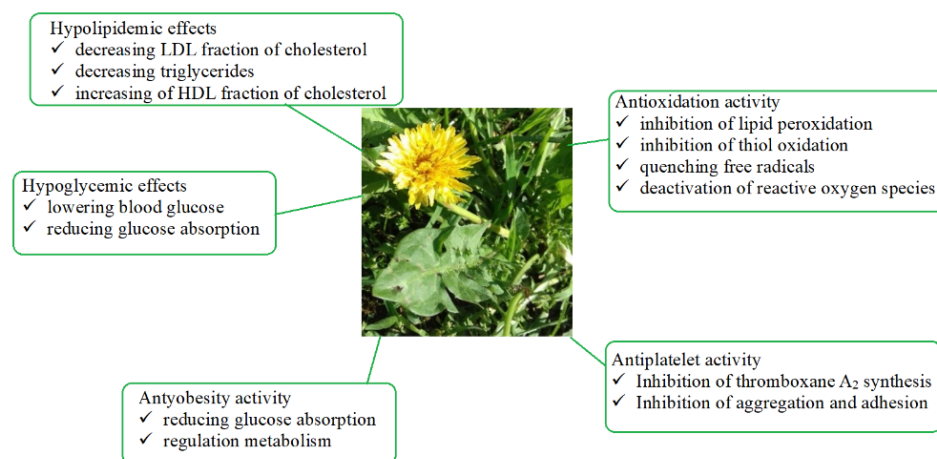 Hypolipidemic effects
✓ decreasing LDL fraction of cholesterol
✓ decreasing triglycerides
✓ increasing of HDL fraction of cholesterol
Antioxidation activity
✓ inhibition of lipid peroxidation
✓ inhibition of thiol oxidation
✓ quenching free radicals
✓ deactivation of reactive oxygen species
Hypoglycemic effects
✓ lowering blood glucose
✓ reducing glucose absorption
Antyobesity activity
✓ reducing glucose absorption
✓ regulation metabolism
Antiplatelet activity
✓ Inhibition of thromboxane A₂ synthesis
✓ Inhibition of aggregation and adhesion